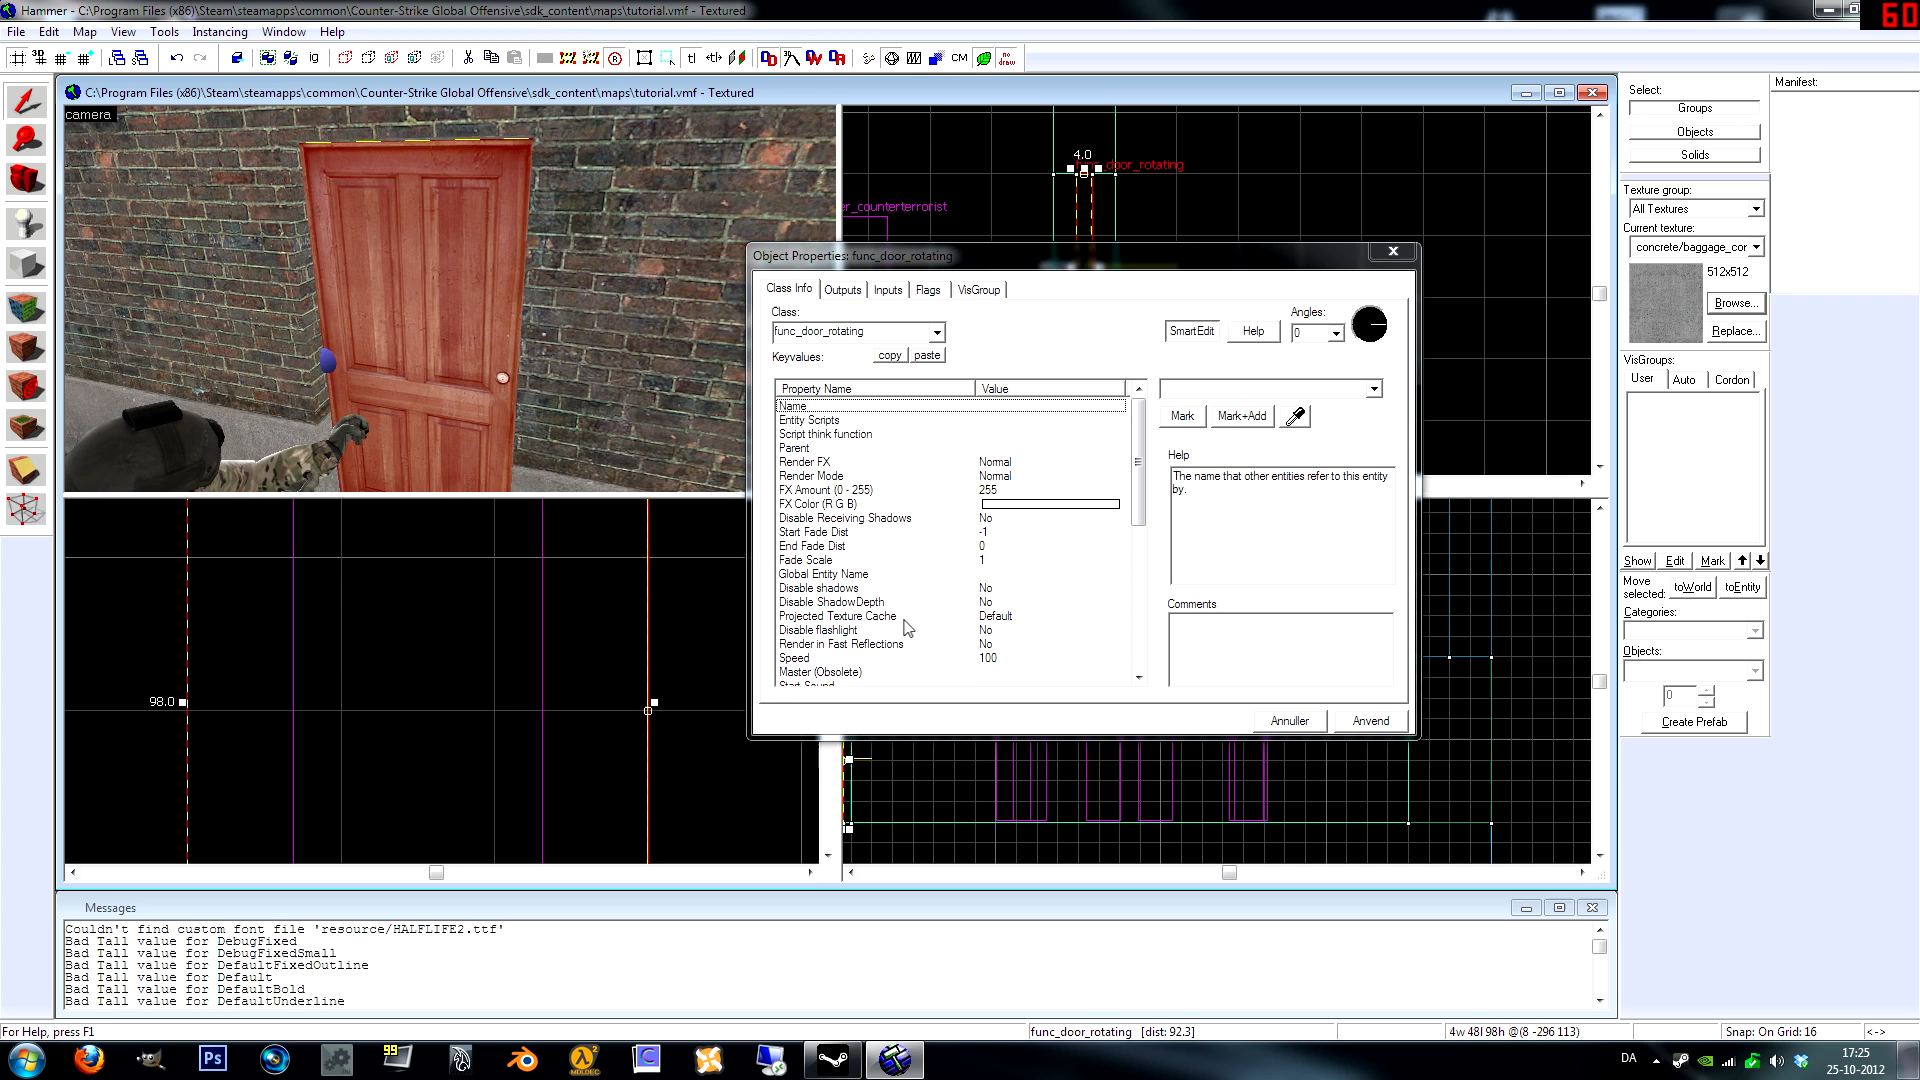 Hammer - C:\Program Files (x86)\Steam\steamapps\common\Counter-Strike Global Offensive\sdk_content\maps\tutorial.vmf - Textured
60
File Edit Map View Tools Instancing Window Help
3D ig tl CM no draw
C:\Program Files (x86)\Steam\steamapps\common\Counter-Strike Global Offensive\sdk_content\maps\tutorial.vmf - Textured
camera
4.0
door_rotating
er_counterterrorist
98.0
Object Properties: func_door_rotating
Class Info Outputs Inputs Flags VisGroup
Class:
func_door_rotating
SmartEdit Help
Angles:
0
Keyvalues: copy paste
Property Name Value
Name
Entity Scripts
Script think function
Parent
Render FX Normal
Render Mode Normal
FX Amount (0 - 255) 255
FX Color (R G B)
Disable Receiving Shadows No
Start Fade Dist -1
End Fade Dist 0
Fade Scale 1
Global Entity Name
Disable shadows No
Disable ShadowDepth No
Projected Texture Cache Default
Disable flashlight No
Render in Fast Reflections No
Speed 100
Master (Obsolete)
Start Sound
Mark Mark+Add
Help
The name that other entities refer to this entity
by.
Comments
Annuller Anvend
Select:
Groups
Objects
Solids
Texture group:
All Textures
Current texture:
concrete/baggage_cor
512x512
Browse...
Replace...
VisGroups:
User Auto Cordon
Show Edit Mark
Move
selected: toWorld toEntity
Categories:
Objects:
0
Create Prefab
Manifest:
Messages
Couldn't find custom font file 'resource/HALFLIFE2.ttf'
Bad Tall value for DebugFixed
Bad Tall value for DebugFixedSmall
Bad Tall value for DefaultFixedOutline
Bad Tall value for Default
Bad Tall value for DefaultBold
Bad Tall value for DefaultUnderline
For Help, press F1
func_door_rotating [dist: 92.3]
4w 48l 98h @(8 -296 113)
Snap: On Grid: 16
<->
Ps
99
MDLDEC
DA
17:25
25-10-2012